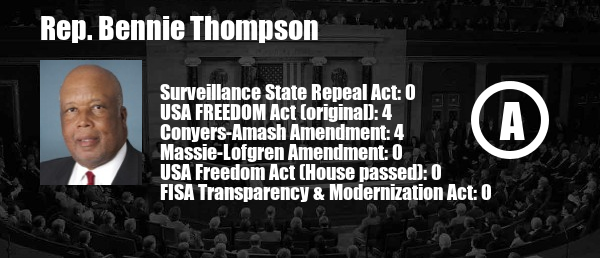 Rep. Bennie Thompson
Surveillance State Repeal Act: 0
USA FREEDOM Act (original): 4
Conyers-Amash Amendment: 4
Massie-Lofgren Amendment: 0
USA Freedom Act (House passed): 0
FISA Transparency & Modernization Act: 0
A